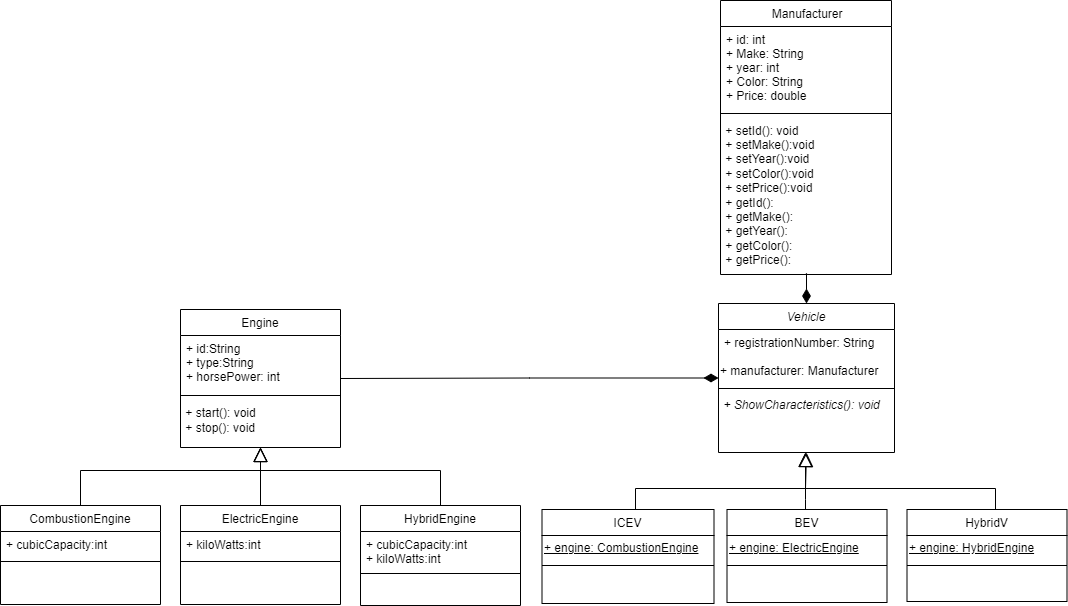 Manufacturer
+ id: int
+ Make: String
+ year: int
+ Color: String
+ Price: double
+ setId(): void
+ setMake():void
+ setYear():void
+ setColor():void
+ setPrice():void
+ getId():
+ getMake():
+ getYear():
+ getColor():
+ getPrice():
Engine
+ id:String
+ type:String
+ horsePower: int
+ start(): void
+ stop(): void
Vehicle
+ registrationNumber: String
+ manufacturer: Manufacturer
+ ShowCharacteristics(): void
CombustionEngine
+ cubicCapacity:int
ElectricEngine
+ kiloWatts:int
HybridEngine
+ cubicCapacity:int
+ kiloWatts:int
ICEV
+ engine: CombustionEngine
BEV
+ engine: ElectricEngine
HybridV
+ engine: HybridEngine